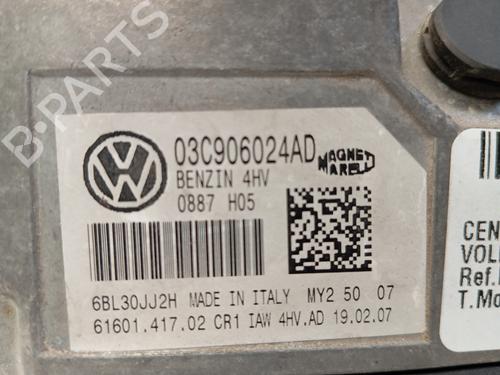 03C906024AD
MAGNETI
MARELLI
BENZIN 4HV
0887 H05
6BL30JJ2H MADE IN ITALY MY2 50 07
61601.417.02 CR1 IAW 4HV.AD 19.02.07
CEN
VOL
Ref.
T.Mo
B-PARTS